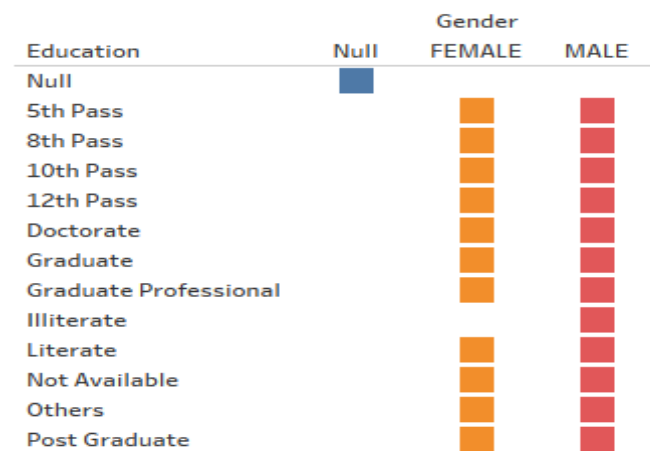 Gender
Education Null FEMALE MALE
Null
5th Pass
8th Pass
10th Pass
12th Pass
Doctorate
Graduate
Graduate Professional
Illiterate
Literate
Not Available
Others
Post Graduate